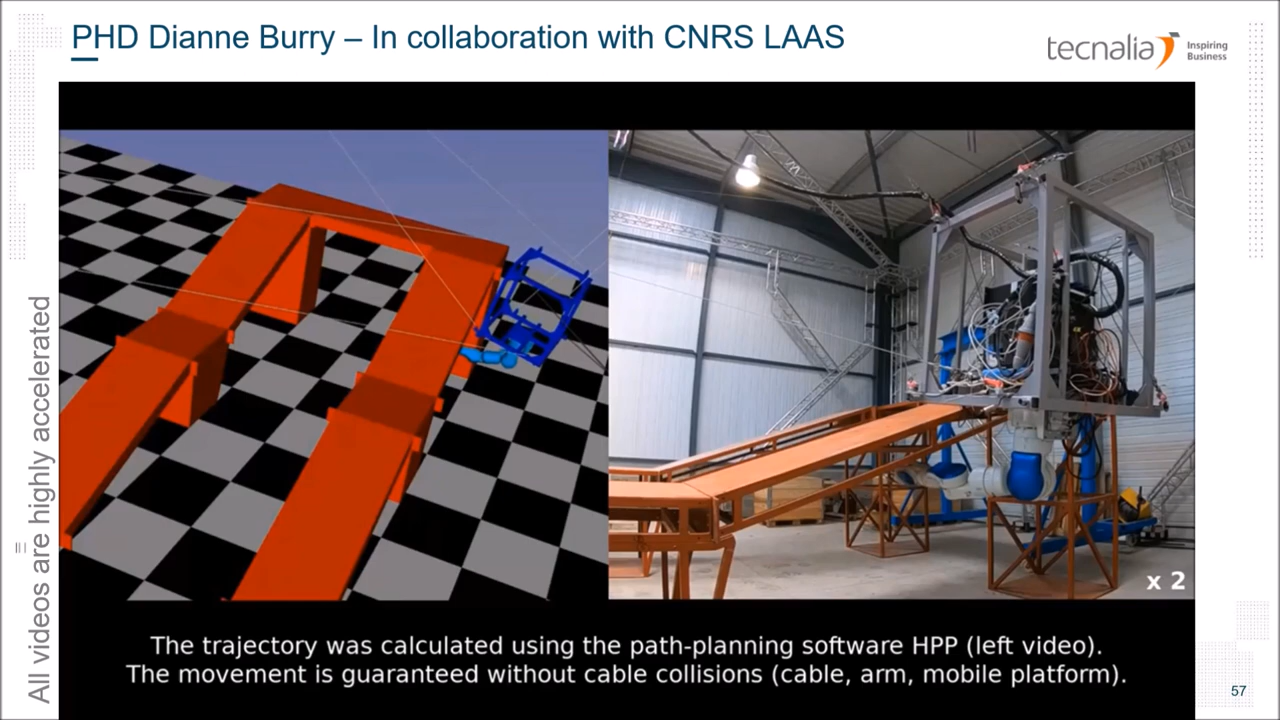 PHD Dianne Burry – In collaboration with CNRS LAAS
tecnalia
Inspiring
Business
All videos are highly accelerated
x 2
The trajectory was calculated using the path-planning software HPP (left video).
The movement is guaranteed without cable collisions (cable, arm, mobile platform).
57